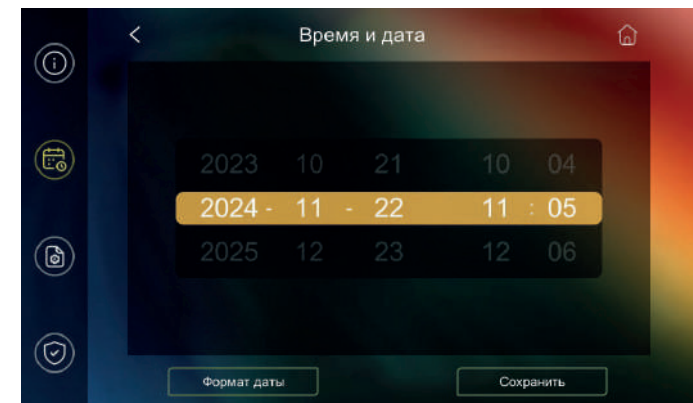 Время и дата
2023 10 21 10 04
2024 - 11 - 22 11 : 05
2025 12 23 12 06
Формат даты Сохранить